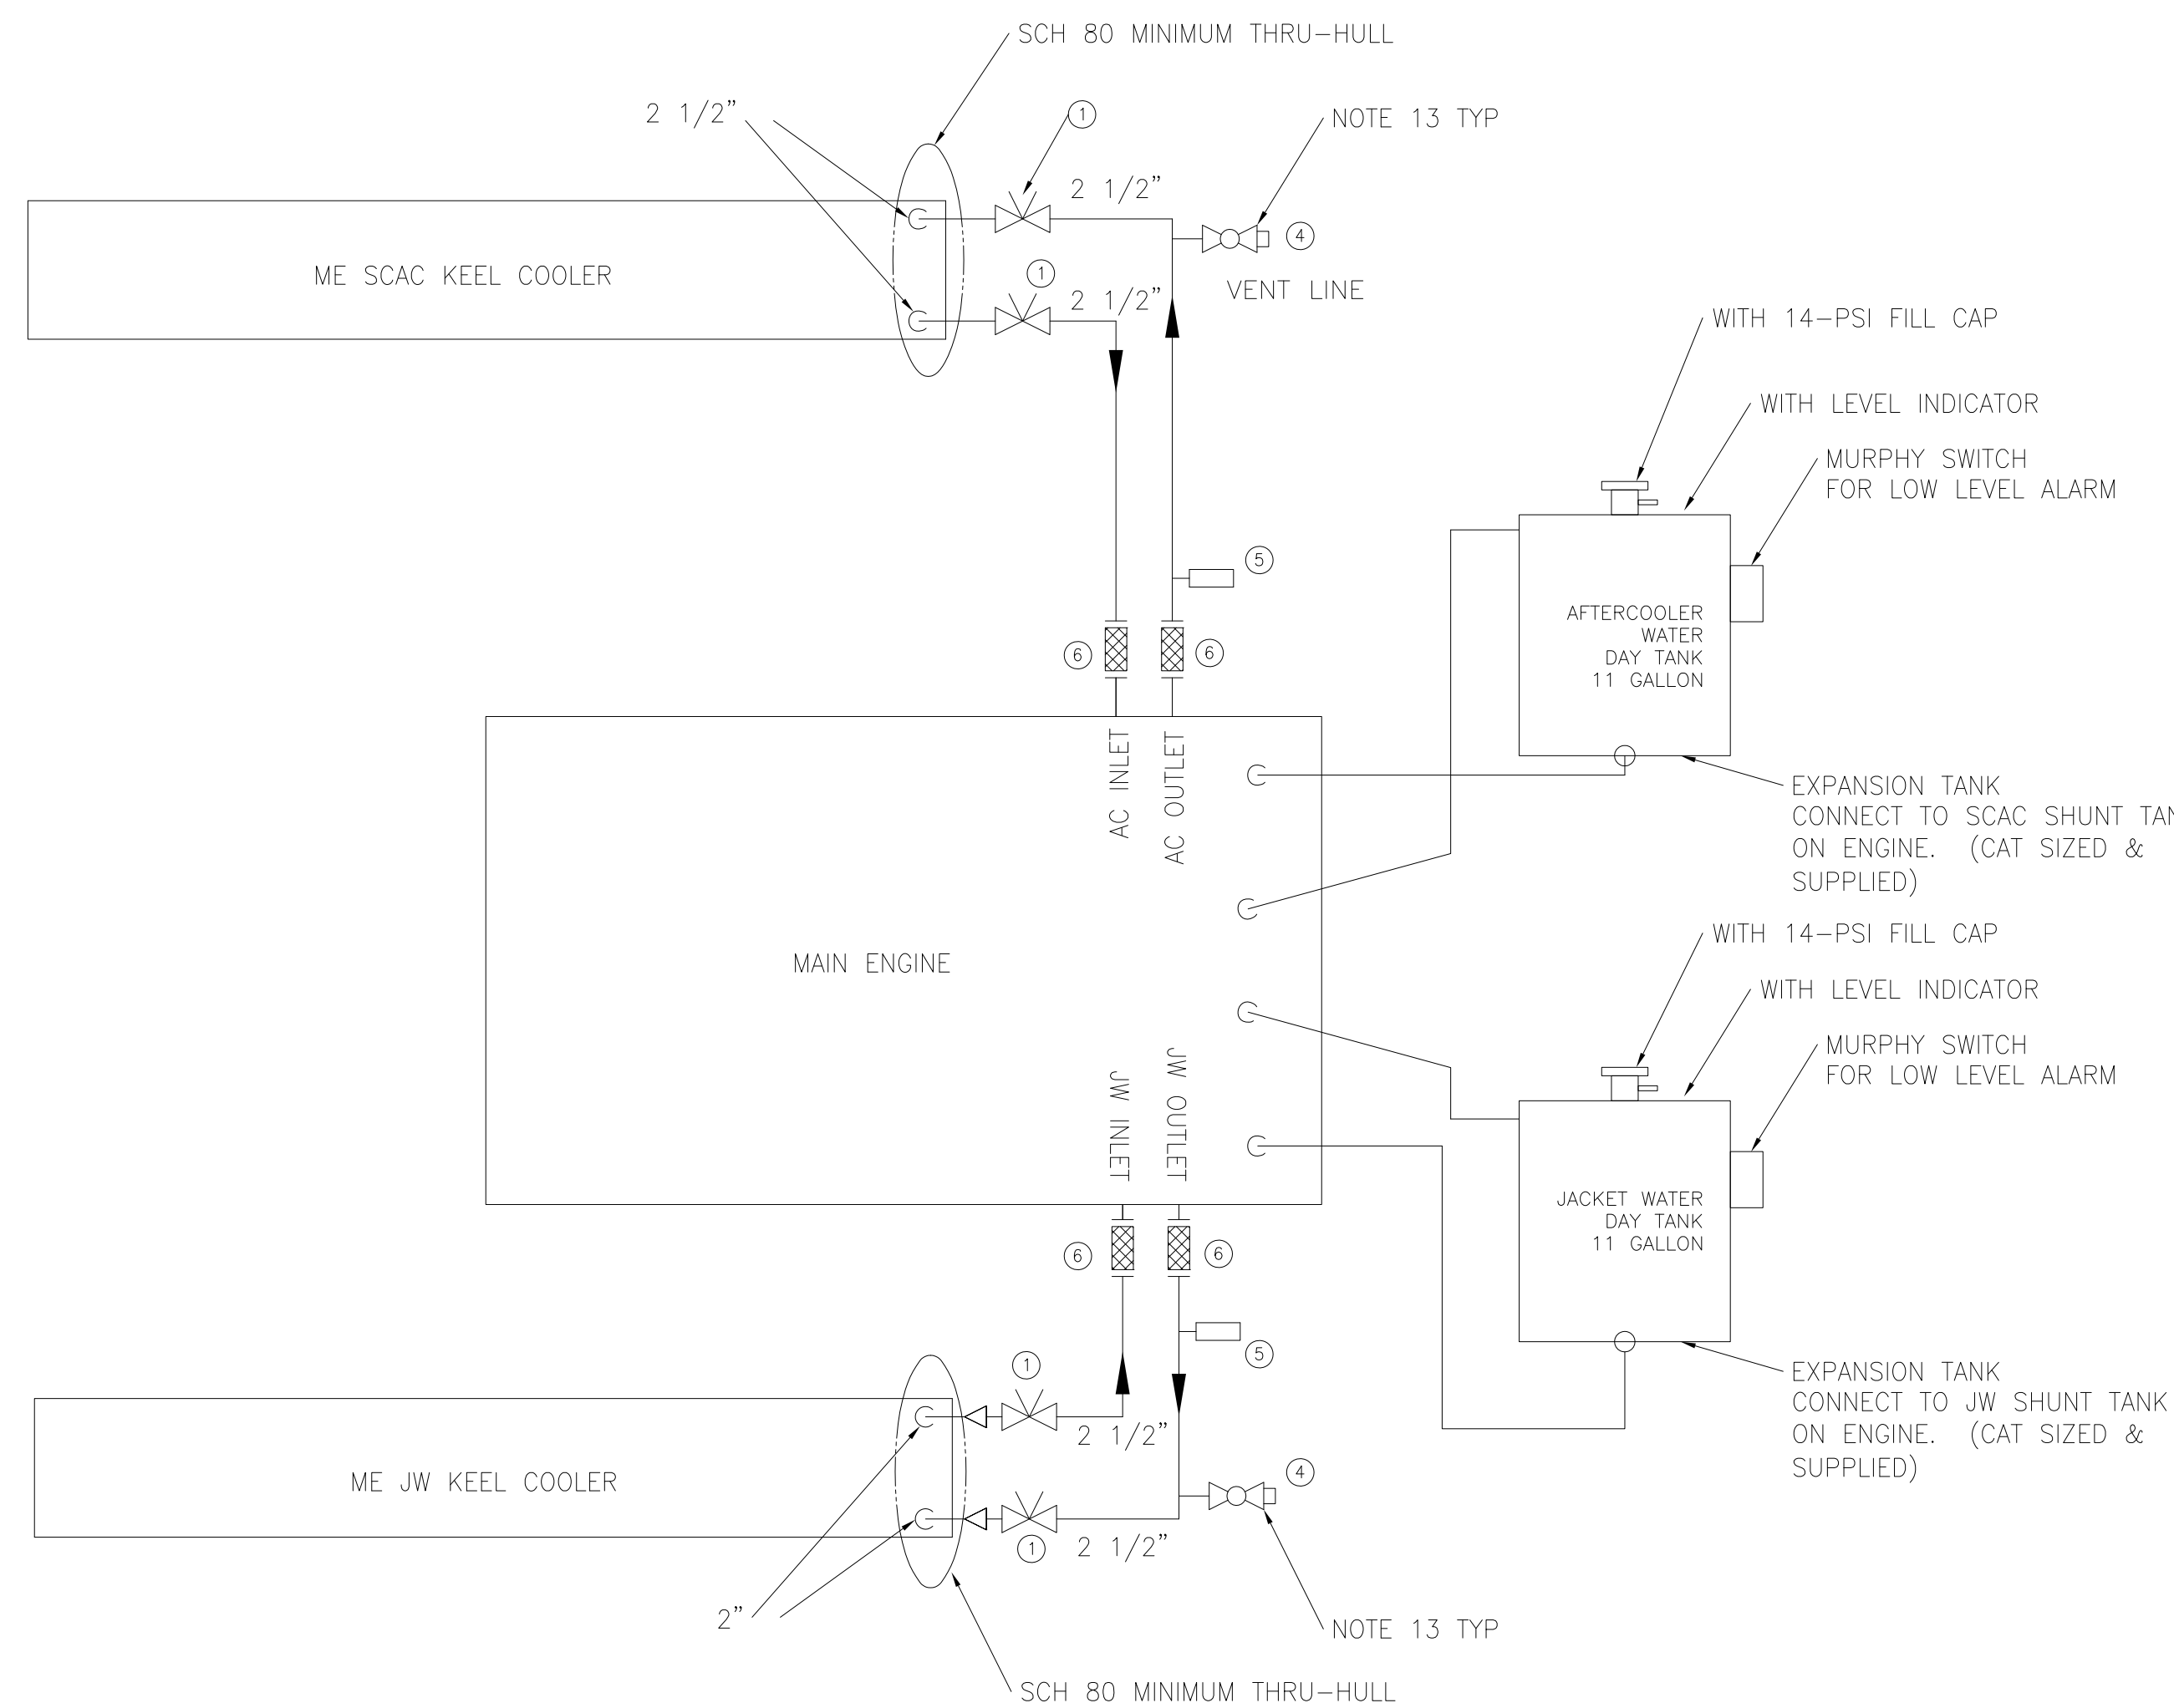 SCH 80 MINIMUM THRU-HULL
2 1/2"
1
NOTE 13 TYP
2 1/2"
4
ME SCAC KEEL COOLER
1
2 1/2"
VENT LINE
WITH 14-PSI FILL CAP
WITH LEVEL INDICATOR
MURPHY SWITCH
FOR LOW LEVEL ALARM
5
6
6
AFTERCOOLER
WATER
DAY TANK
11 GALLON
AC INLET
AC OUTLET
EXPANSION TANK
CONNECT TO SCAC SHUNT
ON ENGINE. (CAT SIZED &
SUPPLIED)
WITH 14-PSI FILL CAP
MAIN ENGINE
WITH LEVEL INDICATOR
MURPHY SWITCH
FOR LOW LEVEL ALARM
JW INLET
JW OUTLET
JACKET WATER
DAY TANK
11 GALLON
6
6
5
1
EXPANSION TANK
CONNECT TO JW SHUNT TANK
ON ENGINE. (CAT SIZED &
SUPPLIED)
2 1/2"
ME JW KEEL COOLER
4
1
2 1/2"
2"
NOTE 13 TYP
SCH 80 MINIMUM THRU-HULL